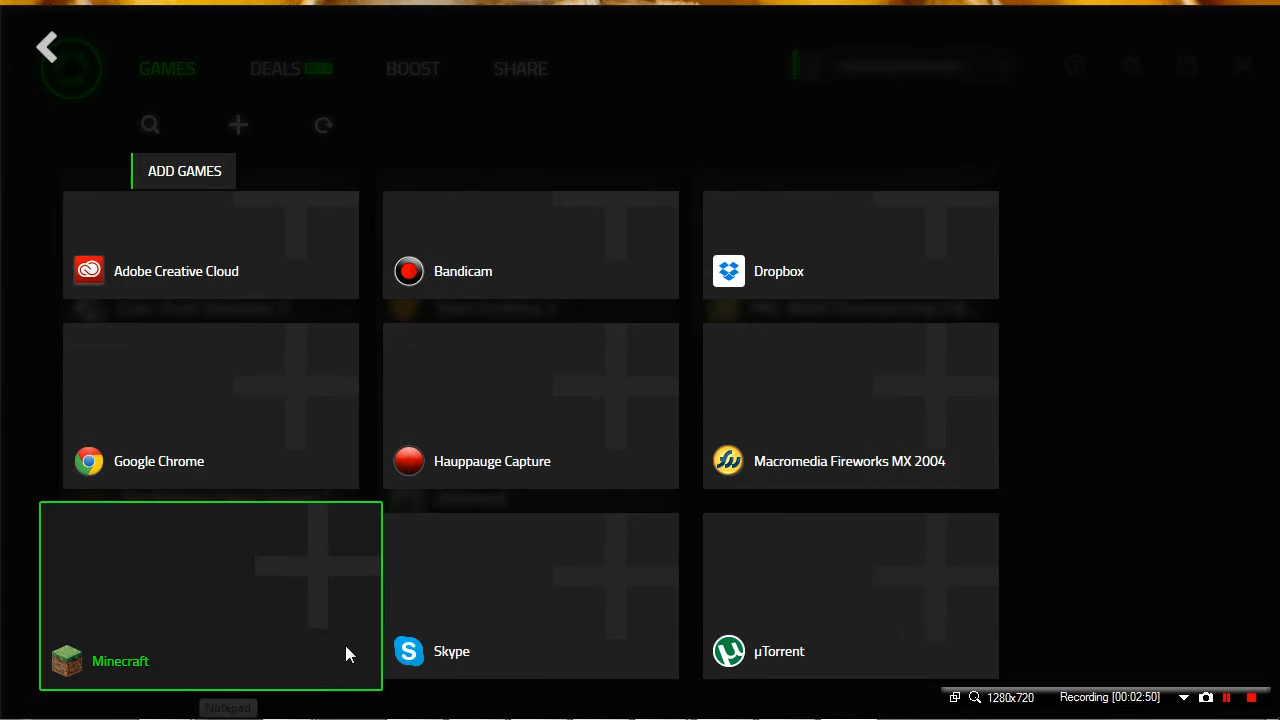 GAMES DEALS BOOST SHARE
ADD GAMES
Adobe Creative Cloud Bandicam Dropbox
Google Chrome Hauppauge Capture Macromedia Fireworks MX 2004
Minecraft Skype µTorrent
1280x720 Recording [00:02:50]
Notepad